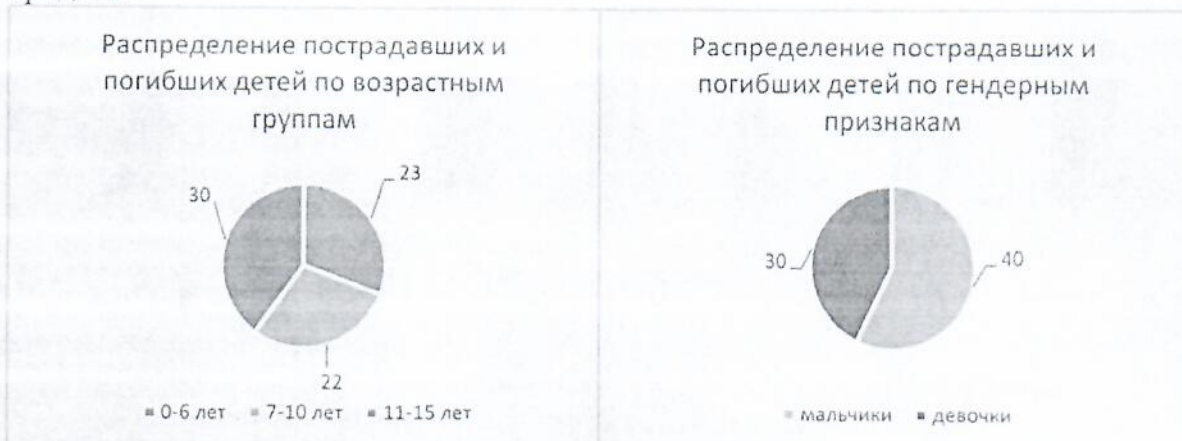 Распределение пострадавших и
погибших детей по возрастным
группам
30
23
22
0-6 лет 7-10 лет 11-15 лет
Распределение пострадавших и
погибших детей по гендерным
признакам
30
40
мальчики девочки